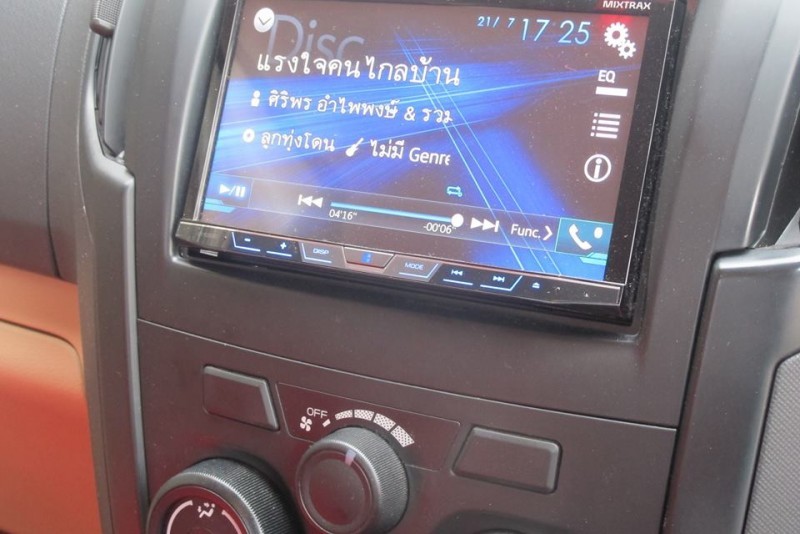 MIXTRAX
Disc
21/ 7 17 25
แรงใจคนไกลบ้าน
EQ
ศิริพร อำไพพงษ์ & รวม
ลูกทุ่งโดน ไม่มี Genre
04'16"
-00'06"
Func.
- + DISP MODE
OFF